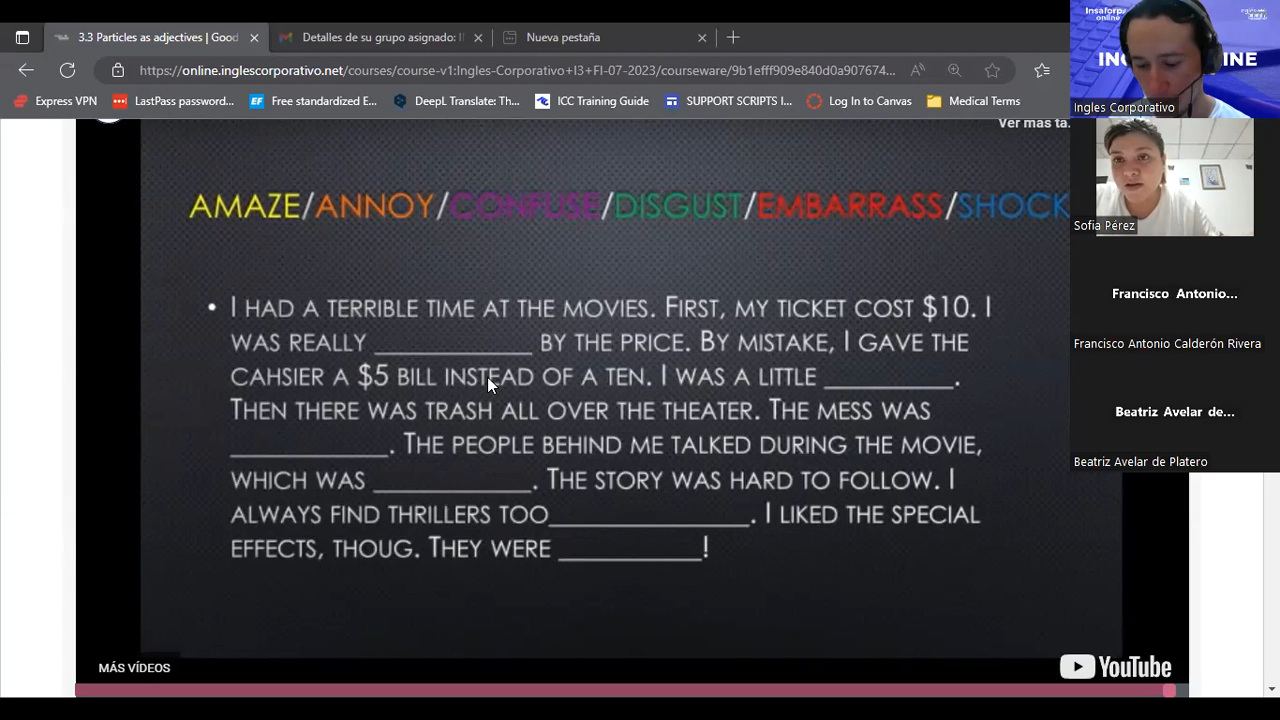 3.3 Particles as adjectives | Good
Detalles de su grupo asignado: I
Nueva pestaña
https://online.inglescorporativo.net/courses/course-v1:Ingles-Corporativo+I3+FI-07-2023/courseware/9b1efff909e840d0a907674...
Express VPN
LastPass password...
Free standardized E...
DeepL Translate: Th...
ICC Training Guide
SUPPORT SCRIPTS I...
Log In to Canvas
Medical Terms
Insaforp
online
Ingles Corporativo
Sofia Pérez
Francisco Antonio...
Francisco Antonio Calderón Rivera
Beatriz Avelar de...
Beatriz Avelar de Platero
Ver más ta.
AMAZE/ANNOY/CONFUSE/DISGUST/EMBARRASS/SHOCK
• I HAD A TERRIBLE TIME AT THE MOVIES. FIRST, MY TICKET COST $10. I
WAS REALLY ____________ BY THE PRICE. BY MISTAKE, I GAVE THE
CAHSIER A $5 BILL INSTEAD OF A TEN. I WAS A LITTLE __________.
THEN THERE WAS TRASH ALL OVER THE THEATER. THE MESS WAS
____________. THE PEOPLE BEHIND ME TALKED DURING THE MOVIE,
WHICH WAS ____________. THE STORY WAS HARD TO FOLLOW. I
ALWAYS FIND THRILLERS TOO_______________. I LIKED THE SPECIAL
EFFECTS, THOUG. THEY WERE ___________!
MÁS VÍDEOS
YouTube